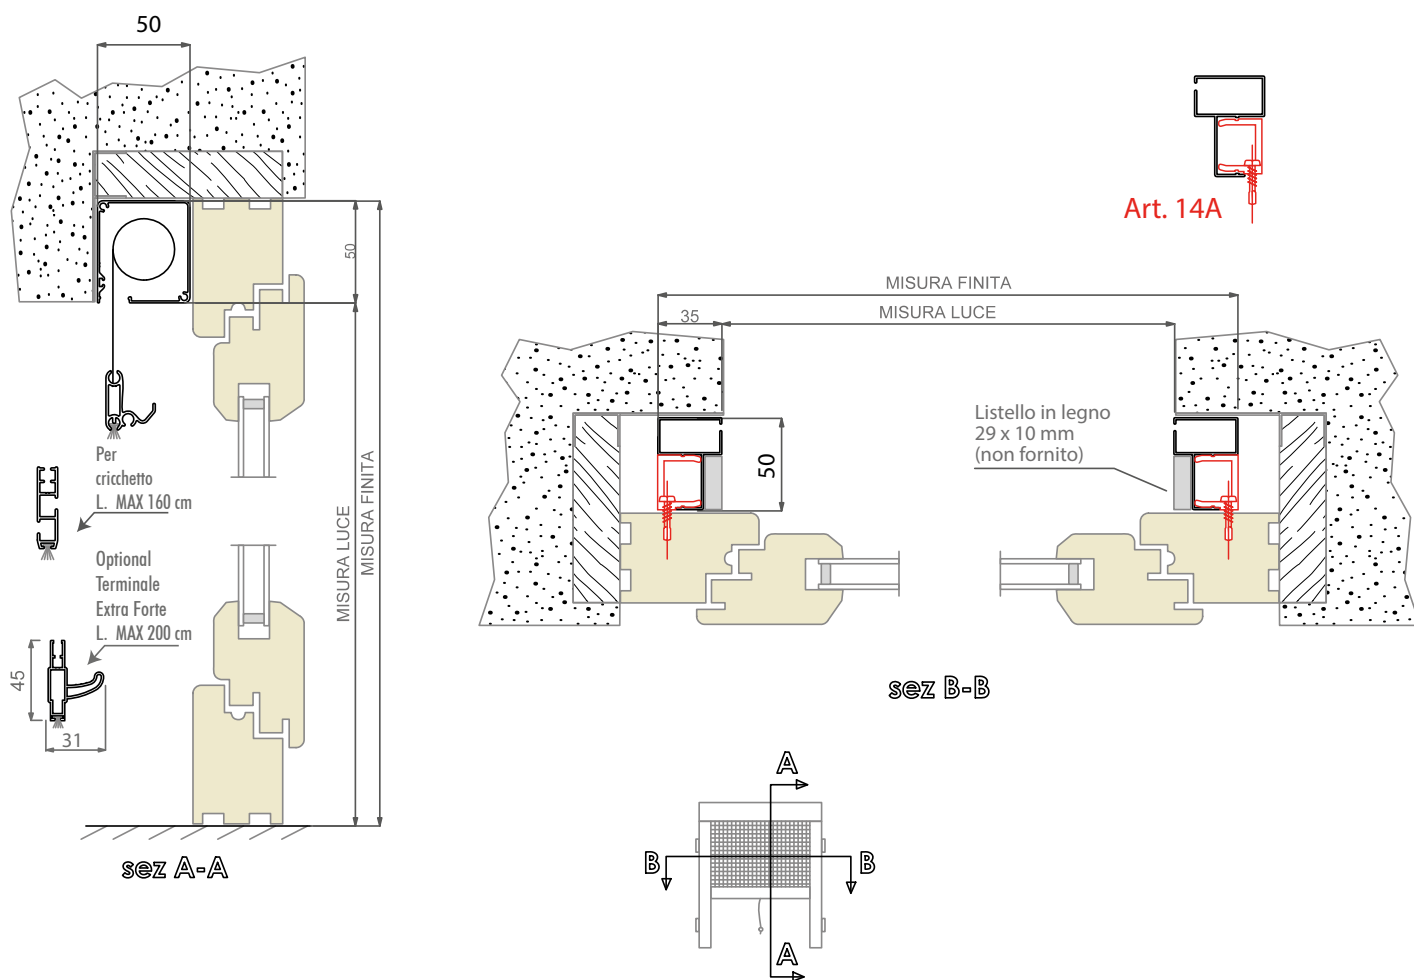 50
50
MISURA LUCE
MISURA FINITA
Per
cricchetto
L. MAX 160 cm
Optional
Terminale
Extra Forte
L. MAX 200 cm
45
31
sez A-A
Art. 14A
MISURA FINITA
35
MISURA LUCE
50
Listello in legno
29 x 10 mm
(non fornito)
sez B-B
A
B
B
A